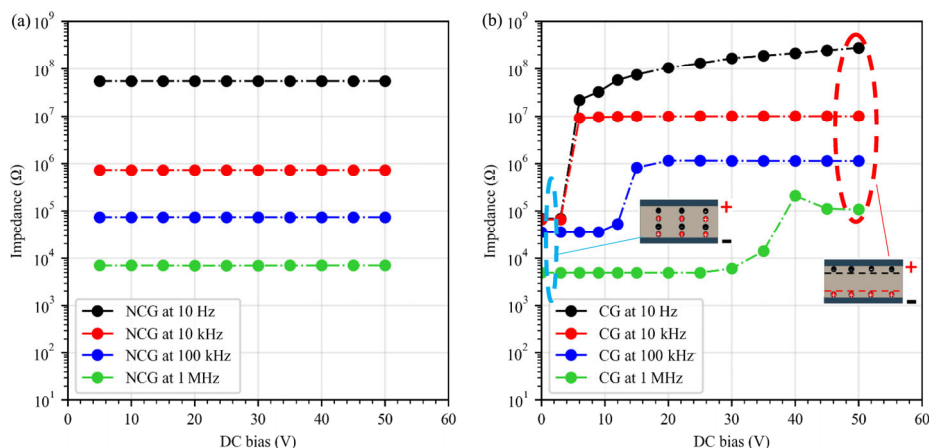 (a)
10⁹
10⁸
10⁷
10⁶
10⁵
10⁴
10³
10²
10¹
Impedance (Ω)
NCG at 10 Hz
NCG at 10 kHz
NCG at 100 kHz
NCG at 1 MHz
0 10 20 30 40 50 60
DC bias (V)
(b)
10⁹
10⁸
10⁷
10⁶
10⁵
10⁴
10³
10²
10¹
Impedance (Ω)
+
-
+
-
CG at 10 Hz
CG at 10 kHz
CG at 100 kHz
CG at 1 MHz
0 10 20 30 40 50 60
DC bias (V)